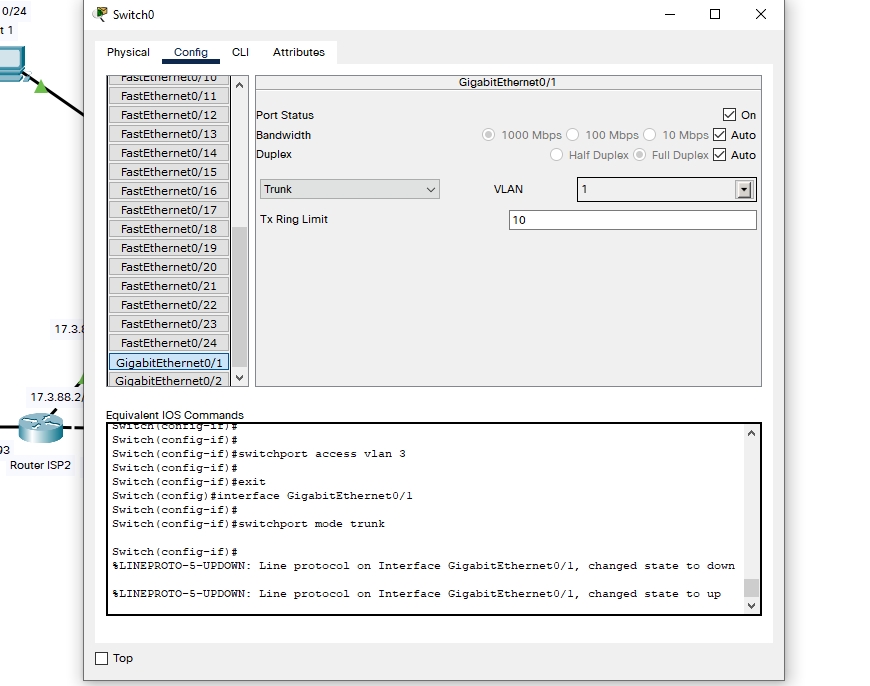 0/24
t 1
17.3.8
17.3.88.2/
93
Router ISP2
Switch0
Physical
Config
CLI
Attributes
FastEthernet0/10
FastEthernet0/11
FastEthernet0/12
FastEthernet0/13
FastEthernet0/14
FastEthernet0/15
FastEthernet0/16
FastEthernet0/17
FastEthernet0/18
FastEthernet0/19
FastEthernet0/20
FastEthernet0/21
FastEthernet0/22
FastEthernet0/23
FastEthernet0/24
GigabitEthernet0/1
GigabitEthernet0/2
GigabitEthernet0/1
Port Status On
Bandwidth 1000 Mbps 100 Mbps 10 Mbps Auto
Duplex Half Duplex Full Duplex Auto
Trunk VLAN 1
Tx Ring Limit 10
Equivalent IOS Commands
Switch(config-if)#
Switch(config-if)#
Switch(config-if)#switchport access vlan 3
Switch(config-if)#
Switch(config-if)#exit
Switch(config)#interface GigabitEthernet0/1
Switch(config-if)#
Switch(config-if)#switchport mode trunk
Switch(config-if)#
%LINEPROTO-5-UPDOWN: Line protocol on Interface GigabitEthernet0/1, changed state to down
%LINEPROTO-5-UPDOWN: Line protocol on Interface GigabitEthernet0/1, changed state to up
Top